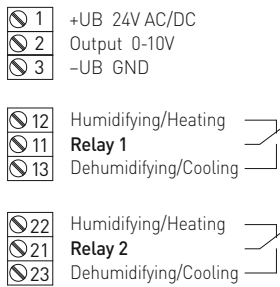 1 +UB 24V AC/DC
2 Output 0-10V
3 –UB GND
12 Humidifying/Heating
11 Relay 1
13 Dehumidifying/Cooling
22 Humidifying/Heating
21 Relay 2
23 Dehumidifying/Cooling